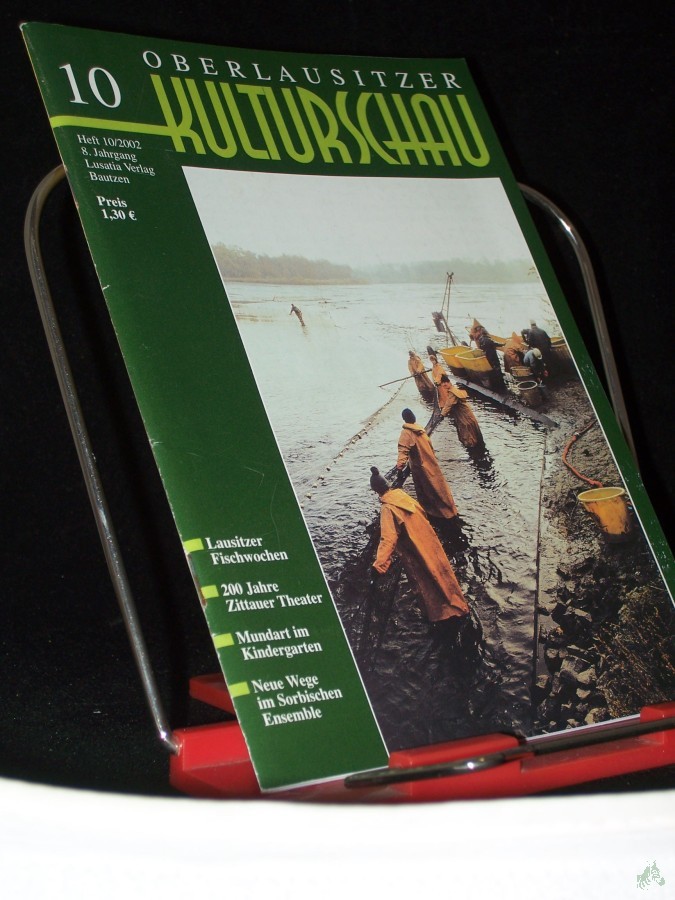 10
OBERLAUSITZER
KULTURSCHAU
Heft 10/2002
8. Jahrgang
Lusatia Verlag
Bautzen
Preis
1,30 €
Lausitzer
Fischwochen
200 Jahre
Zittauer Theater
Mundart im
Kindergarten
Neue Wege
im Sorbischen
Ensemble